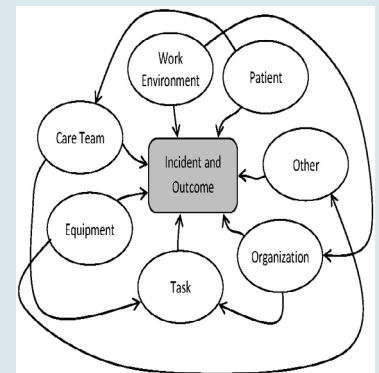 Work
Environment
Patient
Care Team
Incident and
Outcome
Other
Equipment
Organization
Task